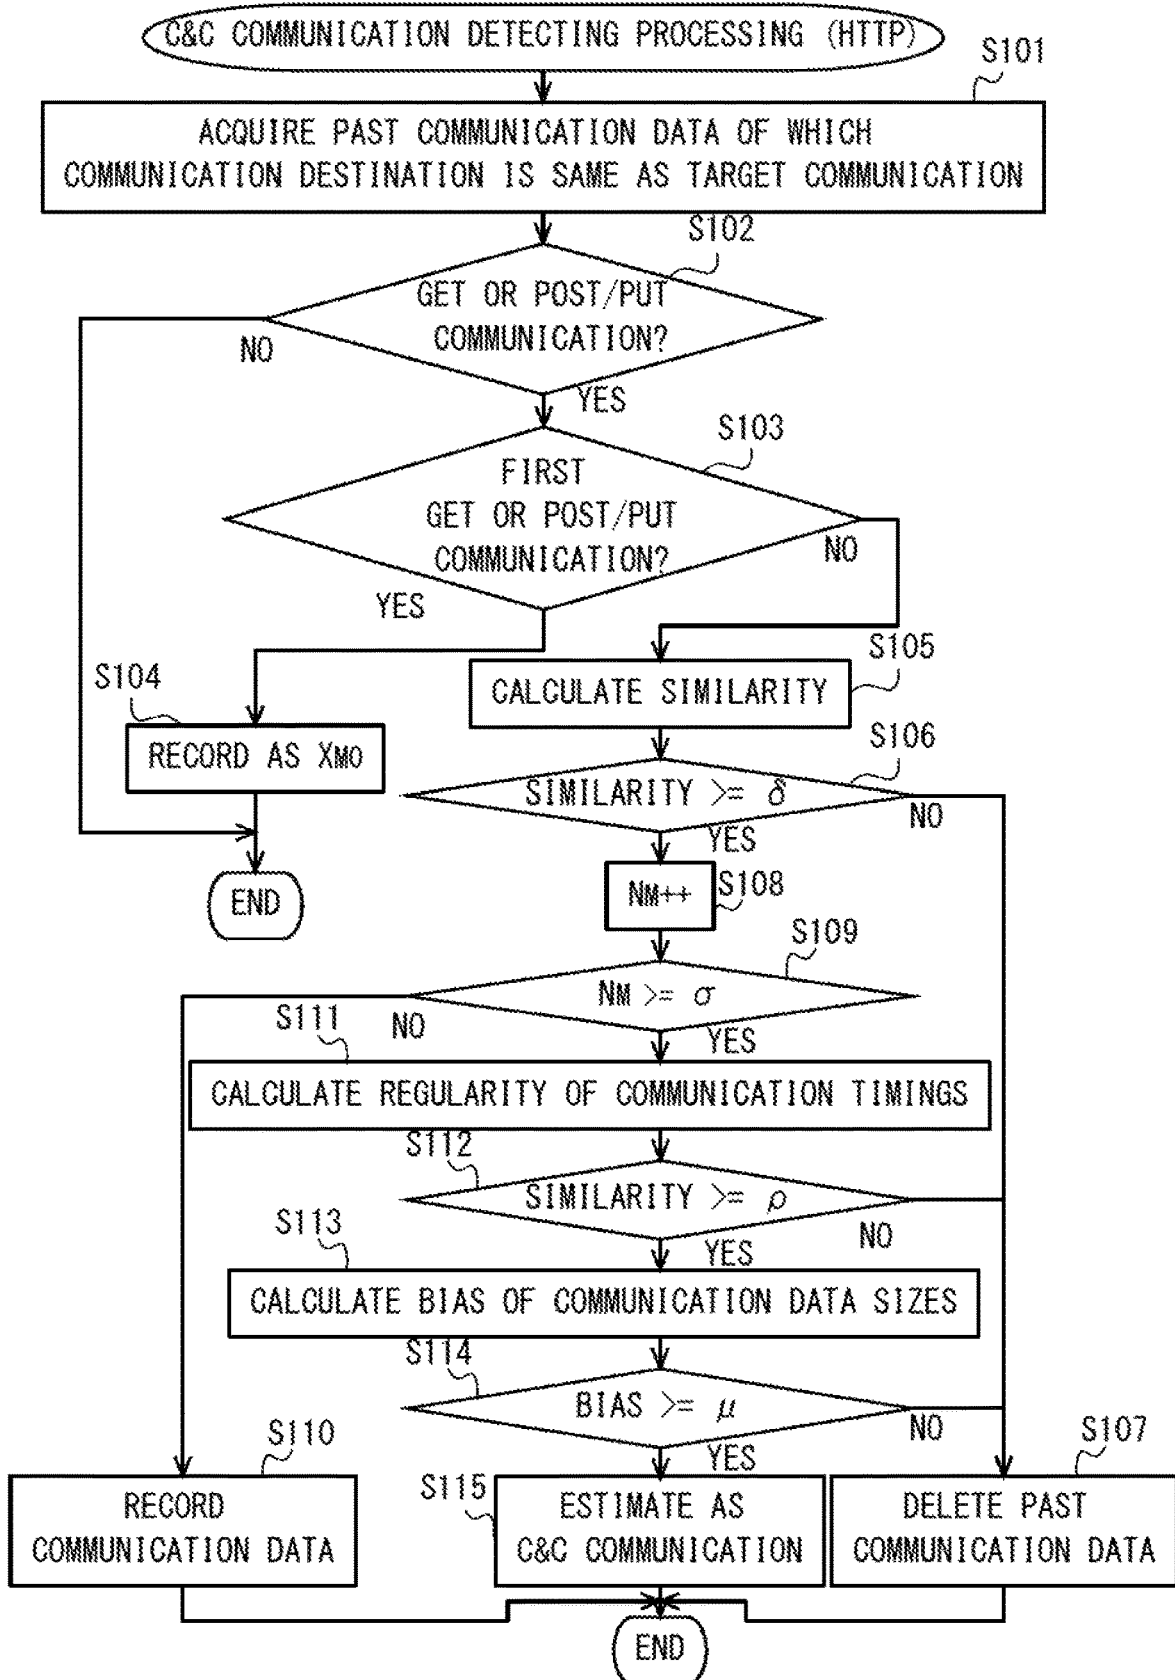 C&C COMMUNICATION DETECTING PROCESSING (HTTP)
S101
ACQUIRE PAST COMMUNICATION DATA OF WHICH
COMMUNICATION DESTINATION IS SAME AS TARGET COMMUNICATION
S102
GET OR POST/PUT
COMMUNICATION?
NO
YES
S103
FIRST
GET OR POST/PUT
COMMUNICATION?
NO
YES
S104
RECORD AS XM0
END
S105
CALCULATE SIMILARITY
S106
SIMILARITY >= δ
NO
YES
NM++
S108
S109
NM >= σ
NO
YES
S111
CALCULATE REGULARITY OF COMMUNICATION TIMINGS
S112
SIMILARITY >= ρ
NO
YES
S113
CALCULATE BIAS OF COMMUNICATION DATA SIZES
S114
BIAS >= μ
NO
YES
S110
RECORD
COMMUNICATION DATA
S115
ESTIMATE AS
C&C COMMUNICATION
S107
DELETE PAST
COMMUNICATION DATA
END